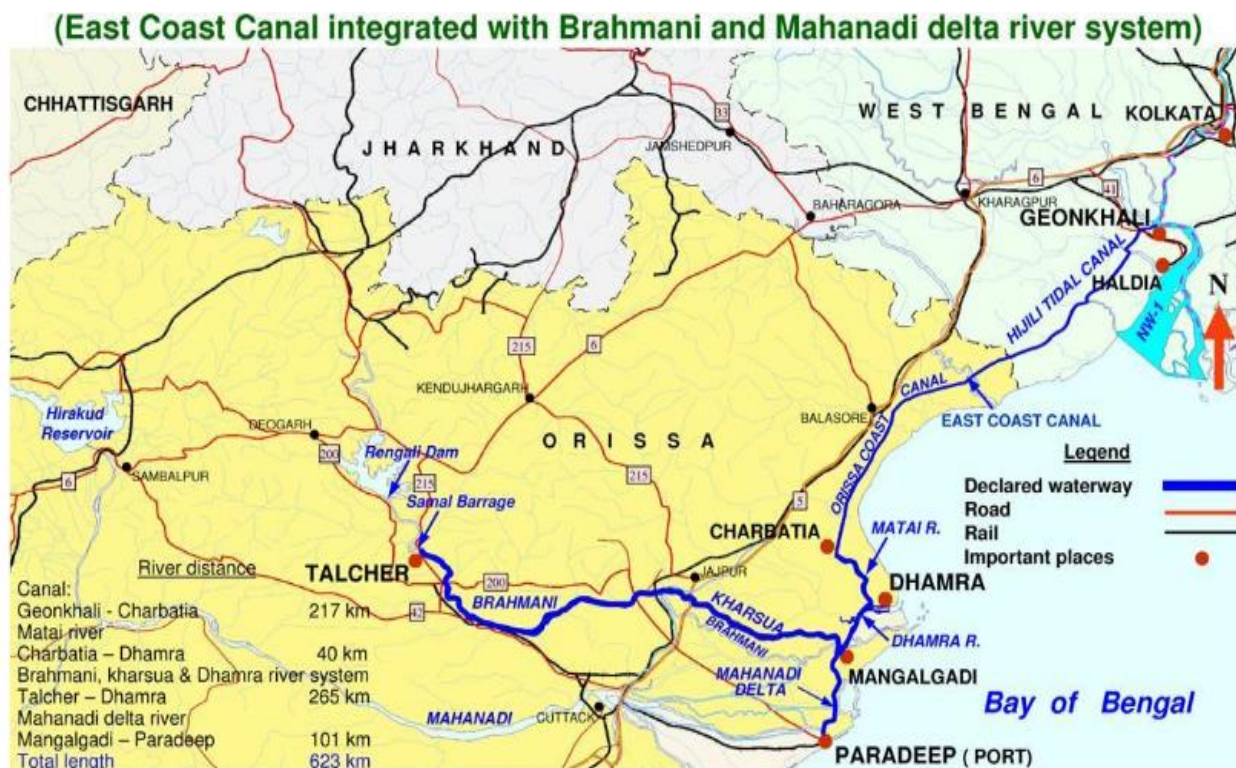 (East Coast Canal integrated with Brahmani and Mahanadi delta river system)
CHHATTISGARH
WEST BENGAL
KOLKATA
33
JAMSHEDPUR
JHARKHAND
6
41
KHARAGPUR
BAHARAGORA
GEONKHALI
HALDIA
HIJILI TIDAL CANAL
NW-1
N
215
6
KENDUJHARGARH
CANAL
BALASORE
EAST COAST CANAL
Hirakud
Reservoir
DEOGARH
ORISSA
ORISSA COAST
200
Rengali Dam
6
SAMBALPUR
215
215
Samal Barrage
5
Legend
Declared waterway
Road
Rail
Important places
CHARBATIA
MATAI R.
TALCHER
JAJPUR
DHAMRA
200
42
BRAHMANI
KHARSUA
BRAHMANI
DHAMRA R.
MANGALGADI
MAHANADI
DELTA
MAHANADI
CUTTACK
Bay of Bengal
PARADEEP (PORT)
River distance
Canal:
Geonkhali - Charbatia 217 km
Matai river
Charbatia – Dhamra 40 km
Brahmani, kharsua & Dhamra river system
Talcher – Dhamra 265 km
Mahanadi delta river
Mangalgadi – Paradeep 101 km
Total length 623 km